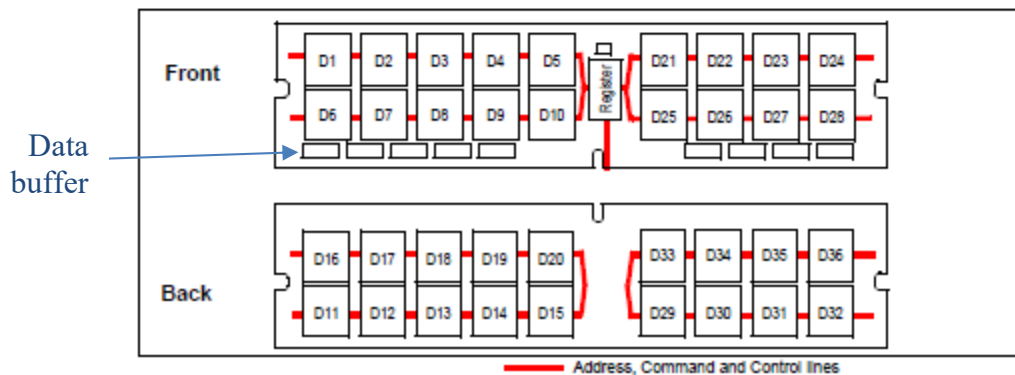 D1 D2 D3 D4 D5 D21 D22 D23 D24
Front
Register
D6 D7 D8 D9 D10 D25 D26 D27 D28
Data
buffer
D16 D17 D18 D19 D20 D33 D34 D35 D36
Back
D11 D12 D13 D14 D15 D29 D30 D31 D32
Address, Command and Control lines